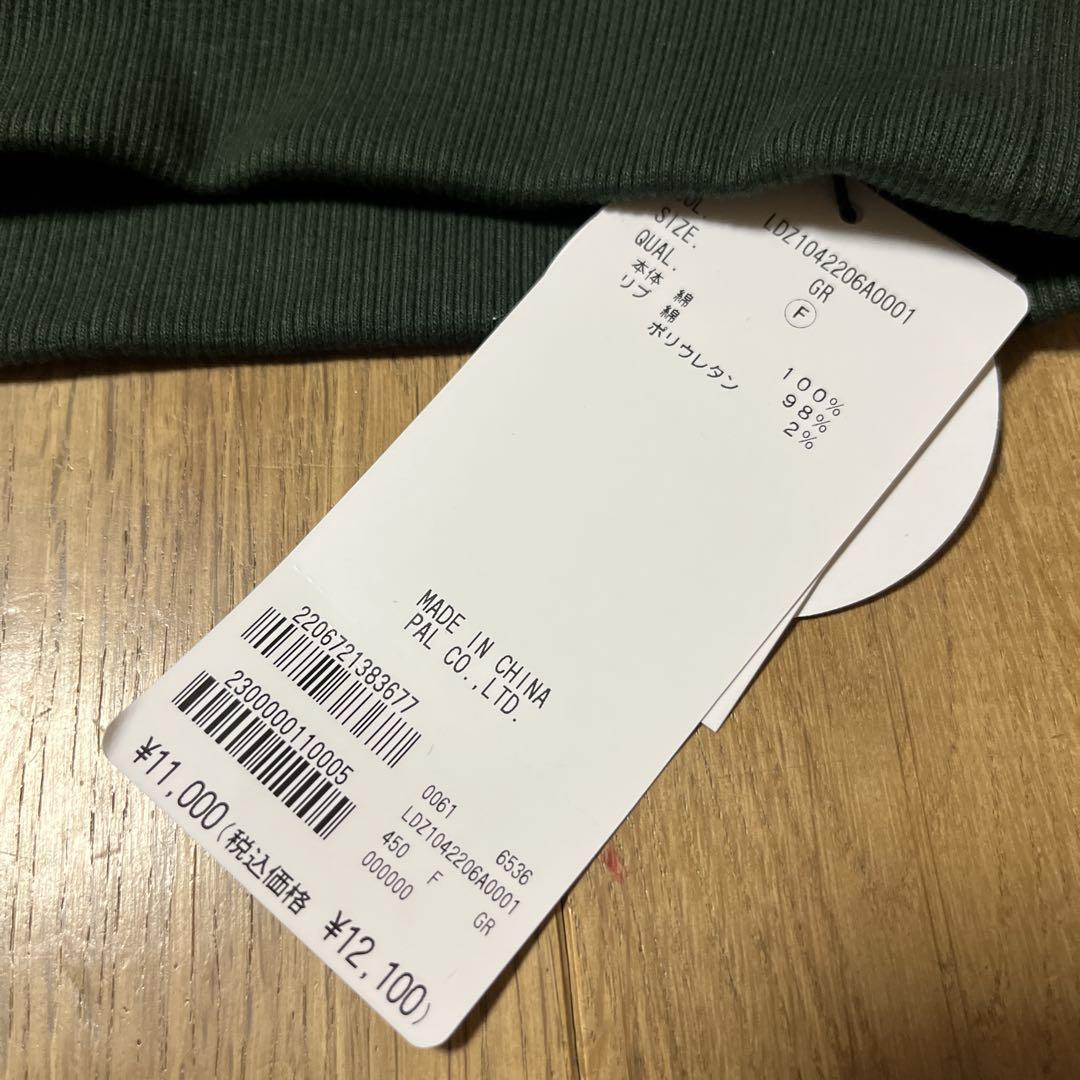 LDZ1042206A0001
GR
SIZE. Ⓕ
QUAL.
本体 綿 100%
リブ 綿 98%
ポリウレタン 2%
MADE IN CHINA
PAL CO.,LTD.
2206721383677
2300000110005
0061 6536
LDZ1042206A0001
450 F GR
000000
¥11,000(税込価格 ¥12,100)